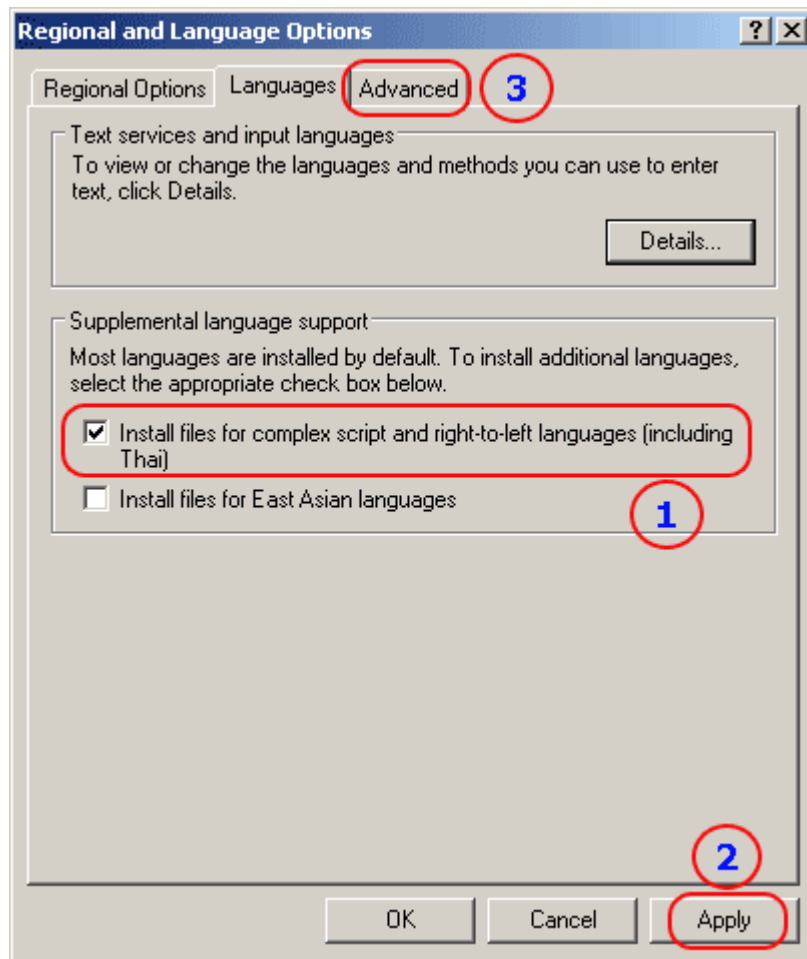 Regional and Language Options
Regional Options Languages Advanced 3
Text services and input languages
To view or change the languages and methods you can use to enter
text, click Details.
Details...
Supplemental language support
Most languages are installed by default. To install additional languages,
select the appropriate check box below.
Install files for complex script and right-to-left languages (including
Thai)
Install files for East Asian languages
1
2
OK Cancel Apply